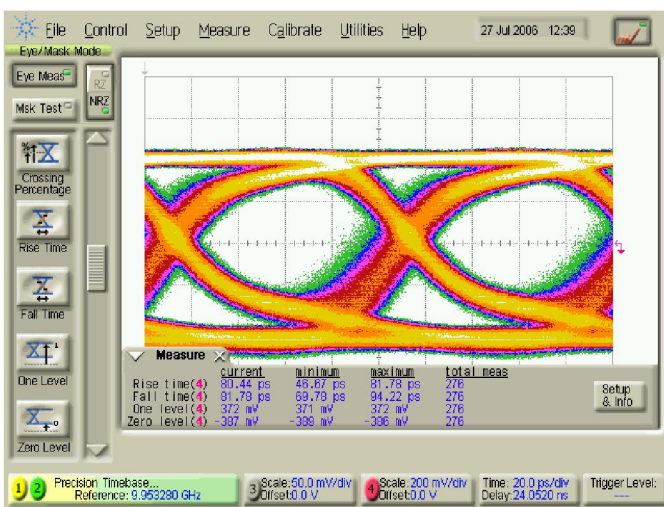 File Control Setup Measure Calibrate Utilities Help 27 Jul 2006 12:39
Eye/Mask Mode
Eye Meas
RZ
Msk Test
NRZ
Crossing
Percentage
Rise Time
Fall Time
One Level
Zero Level
Measure
current minimum maximum total meas
Rise time(4) 80.44 ps 46.67 ps 81.78 ps 276
Fall time(4) 81.78 ps 69.78 ps 94.22 ps 276
One level(4) 372 mV 371 mV 372 mV 276
Zero level(4) -387 mV -389 mV -386 mV 276
Setup
& Info
1 2 Precision Timebase...
Reference: 9.953280 GHz
3 Scale:50.0 mV/div
Offset:0.0 V
4 Scale:200 mV/div
Offset:0.0 V
Time: 20.0 ps/div
Delay:24.0520 ns
Trigger Level:
---